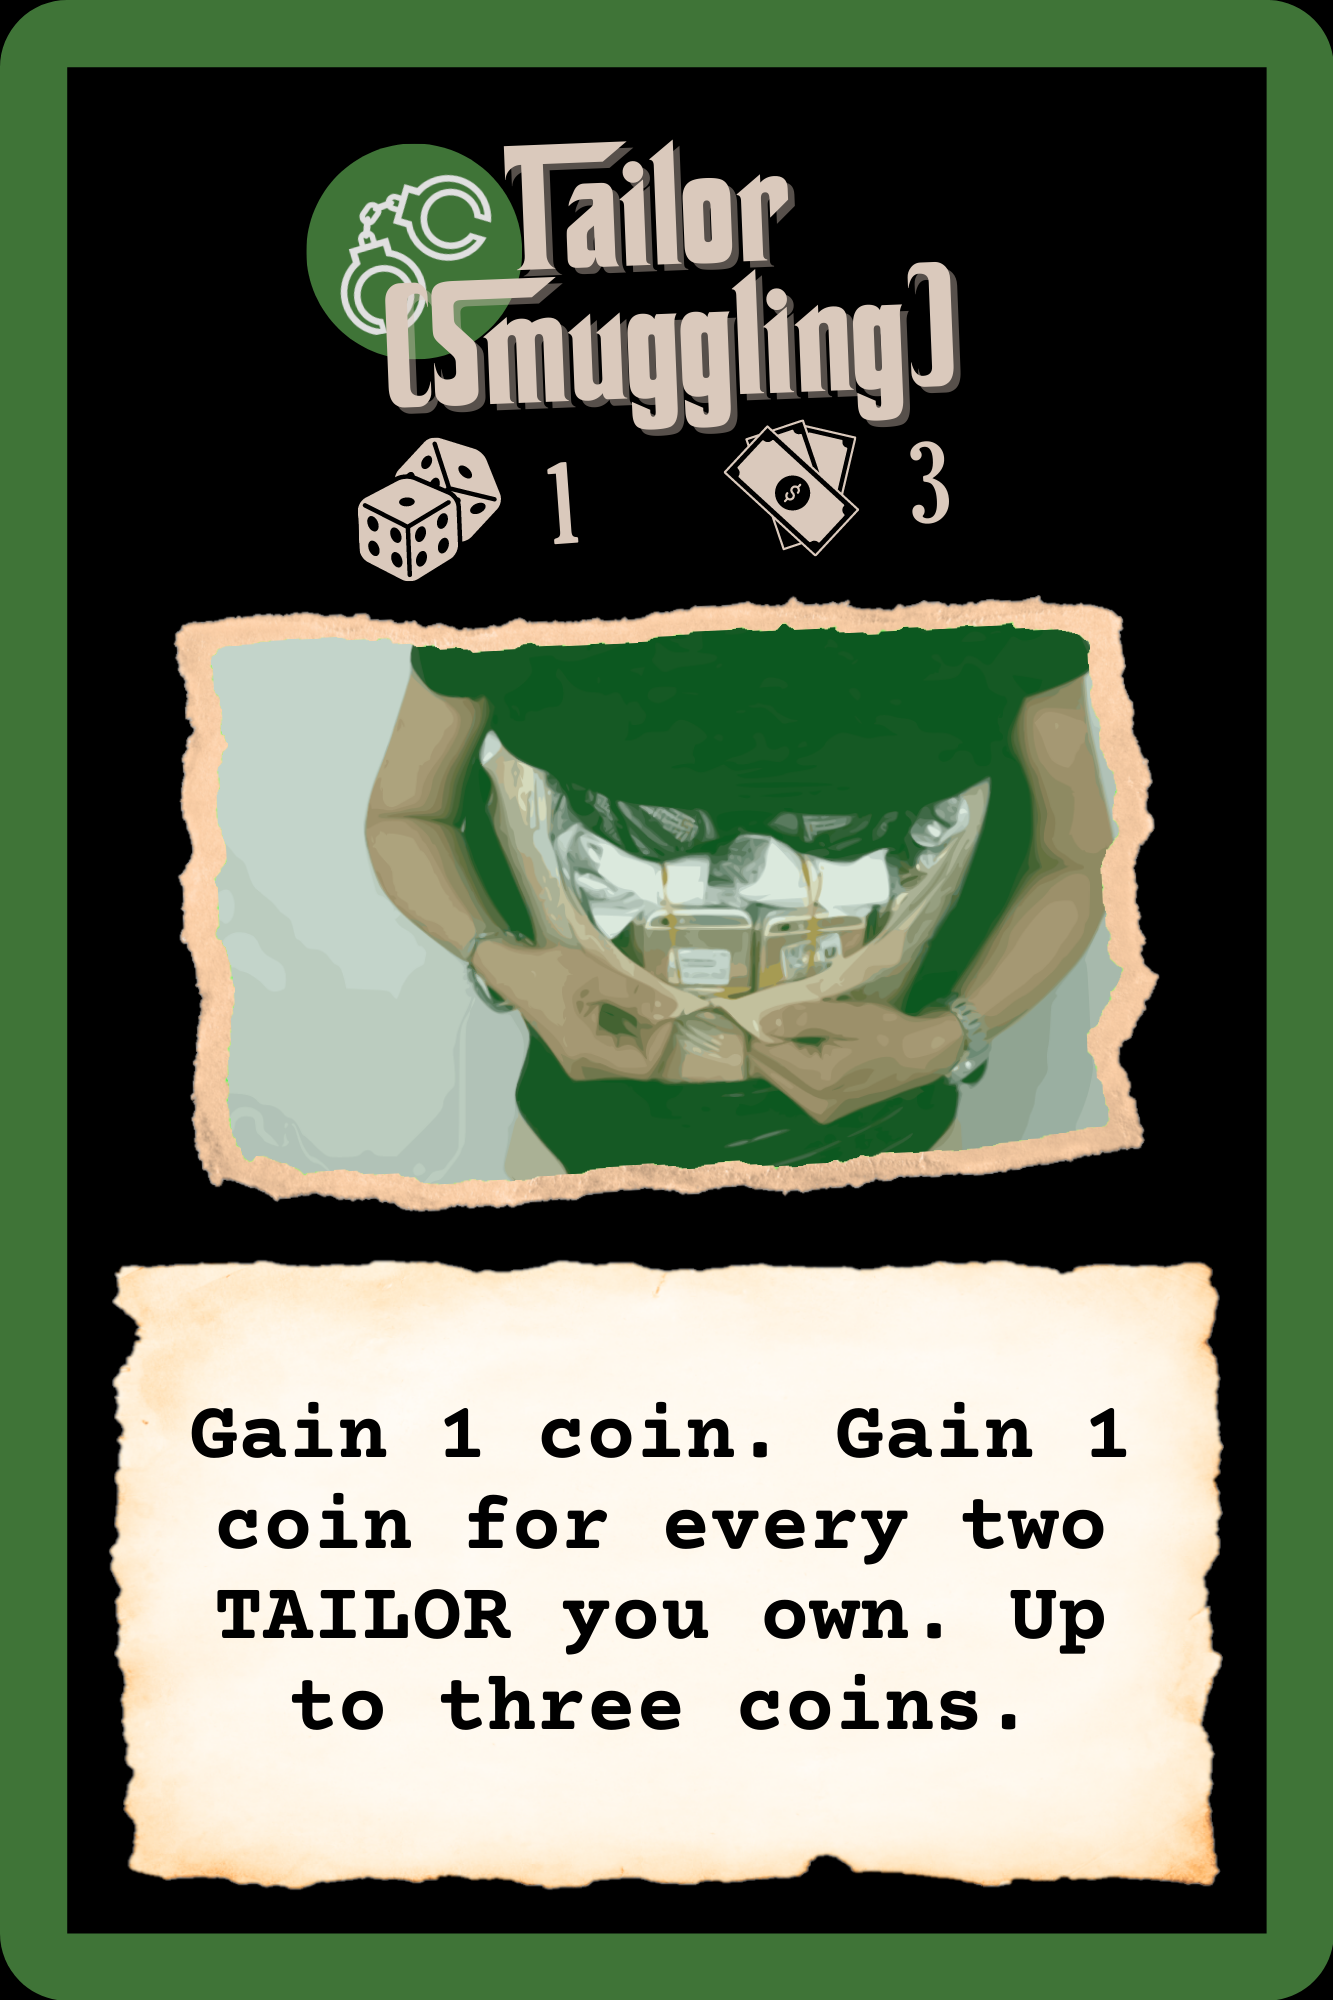 Tailor
(Smuggling)
1 3
Gain 1 coin. Gain 1
coin for every two
TAILOR you own. Up
to three coins.